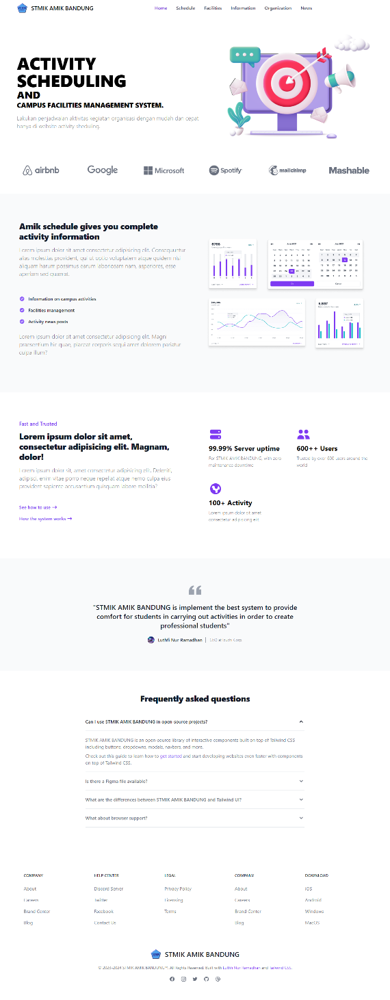 STMIK AMIK BANDUNG
Home Schedule Facilities Information Organization News
ACTIVITY
SCHEDULING
AND
CAMPUS FACILITIES MANAGEMENT SYSTEM.
Lakukan penjadwalan aktivitas kegiatan organisasi dengan mudah dan cepat
hanya di website activity sheduling.
airbnb Google Microsoft Spotify mailchimp Mashable
Amik schedule gives you complete
activity information
Lorem ipsum dolor sit amet consectetur adipisicing elit. Consequuntur
alias molestias provident, qui ut optio voluptatem atque quidem nisi
aliquam harum possimus earum laboriosam nam, asperiores, esse
aperiam sed quaerat.
Information on campus activities
Facilities management
Activity news posts
Lorem ipsum dolor sit amet consectetur adipisicing elit. Magni
praesentium hic quae, placeat corporis sequi amet dolorem pariatur
culpa illum?
Fast and Trusted
Lorem ipsum dolor sit amet,
consectetur adipisicing elit. Magnam,
dolor!
Lorem ipsum dolor sit, amet consectetur adipisicing elit. Deleniti,
adipisci enim vitae porro neque repellat autem nemo culpa eius
provident sapiente accusantium quisquam labore mollitia?
See how to use
How the system works
99.99% Server uptime
For STMIK AMIK BANDUNG, with zero
maintenance downtime
600++ Users
Trusted by over 600 users around the
world
100+ Activity
Lorem ipsum dolor sit amet
consectetur adipisicing elit.
"STMIK AMIK BANDUNG is implement the best system to provide
comfort for students in carrying out activities in order to create
professional students"
Luthfi Nur Ramadhan CEO at Izuchi Corp.
Frequently asked questions
Can I use STMIK AMIK BANDUNG in open-source projects?
STMIK AMIK BANDUNG is an open-source library of interactive components built on top of Tailwind CSS
including buttons, dropdowns, modals, navbars, and more.
Check out this guide to learn how to get started and start developing websites even faster with components
on top of Tailwind CSS.
Is there a Figma file available?
What are the differences between STMIK AMIK BANDUNG and Tailwind UI?
What about browser support?
COMPANY HELP CENTER LEGAL COMPANY DOWNLOAD
About Discord Server Privacy Policy About iOS
Careers Twitter Licensing Careers Android
Brand Center Facebook Terms Brand Center Windows
Blog Contact Us Blog MacOS
STMIK AMIK BANDUNG
© 2023-2024 STMIK AMIK BANDUNG™. All Rights Reserved. Built with Luthfi Nur Ramadhan and Tailwind CSS.